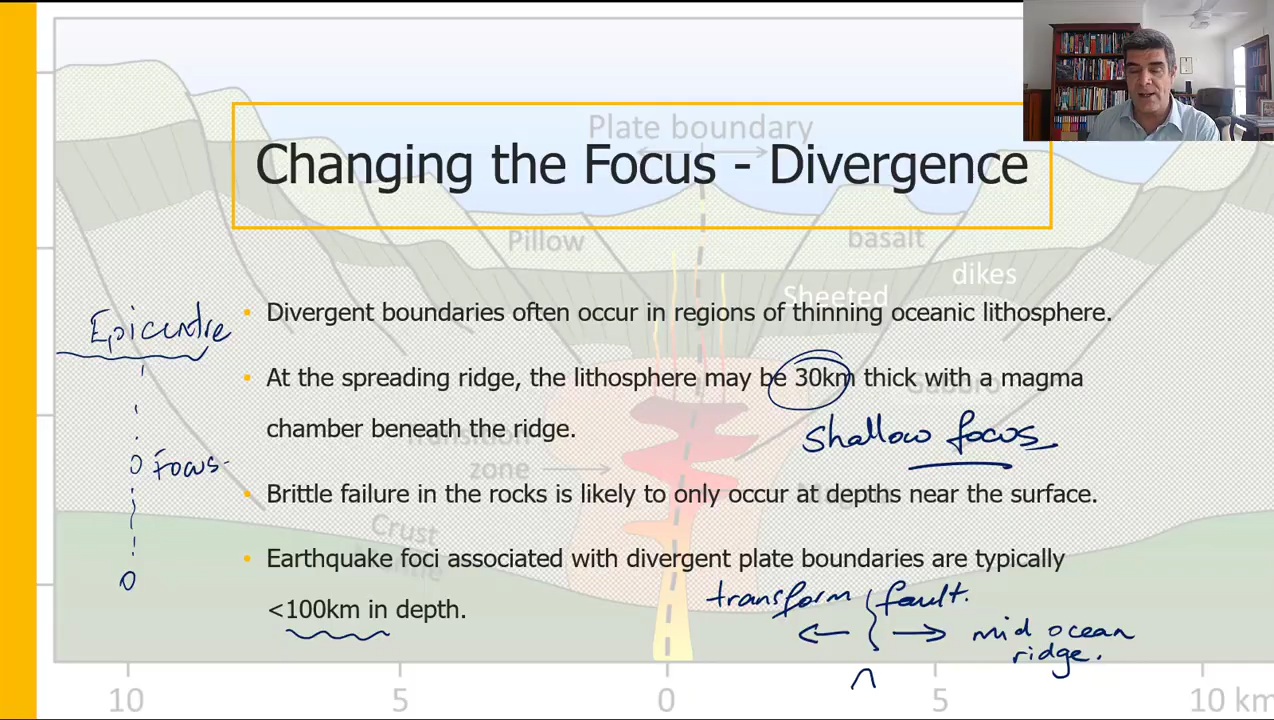 Plate boundary
Changing the Focus - Divergence
Pillow
basalt
dikes
Sheeted
Epicentre
• Divergent boundaries often occur in regions of thinning oceanic lithosphere.
• At the spreading ridge, the lithosphere may be 30km thick with a magma
chamber beneath the ridge.
Gabbro
Shallow focus
Transition
zone
Focus
• Brittle failure in the rocks is likely to only occur at depths near the surface.
Crust
• Earthquake foci associated with divergent plate boundaries are typically
<100km in depth.
transform fault.
mid ocean
ridge.
10 5 0 5 10 km